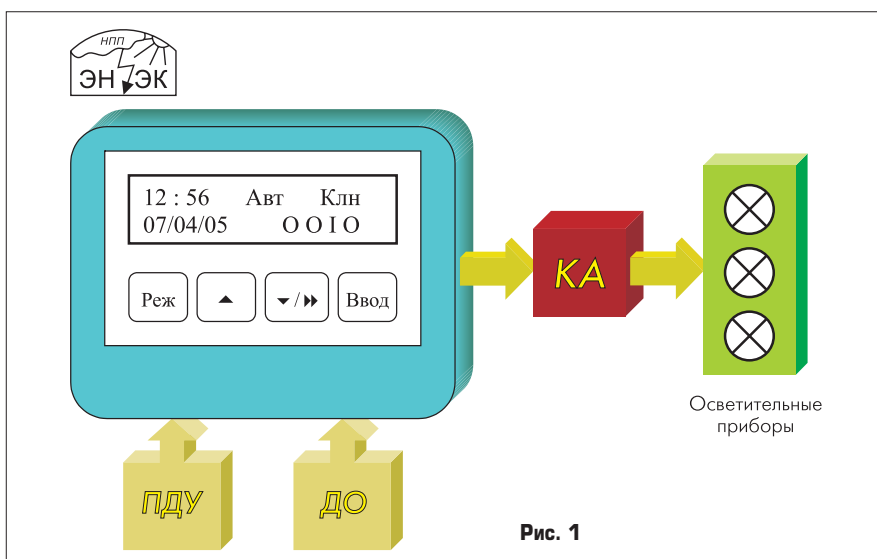 НПП
ЭН ЭК
12 : 56 Авт Клн
07/04/05 O O I O
Реж ▲ ▼/▶▶ Ввод
КА
Осветительные
приборы
ПДУ ДО
Рис. 1